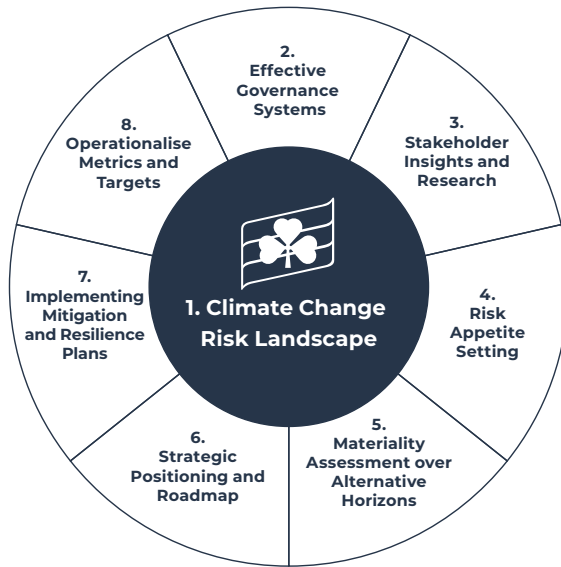 1. Climate Change
Risk Landscape
2.
Effective
Governance
Systems
3.
Stakeholder
Insights and
Research
4.
Risk
Appetite
Setting
5.
Materiality
Assessment over
Alternative
Horizons
6.
Strategic
Positioning and
Roadmap
7.
Implementing
Mitigation
and Resilience
Plans
8.
Operationalise
Metrics and
Targets